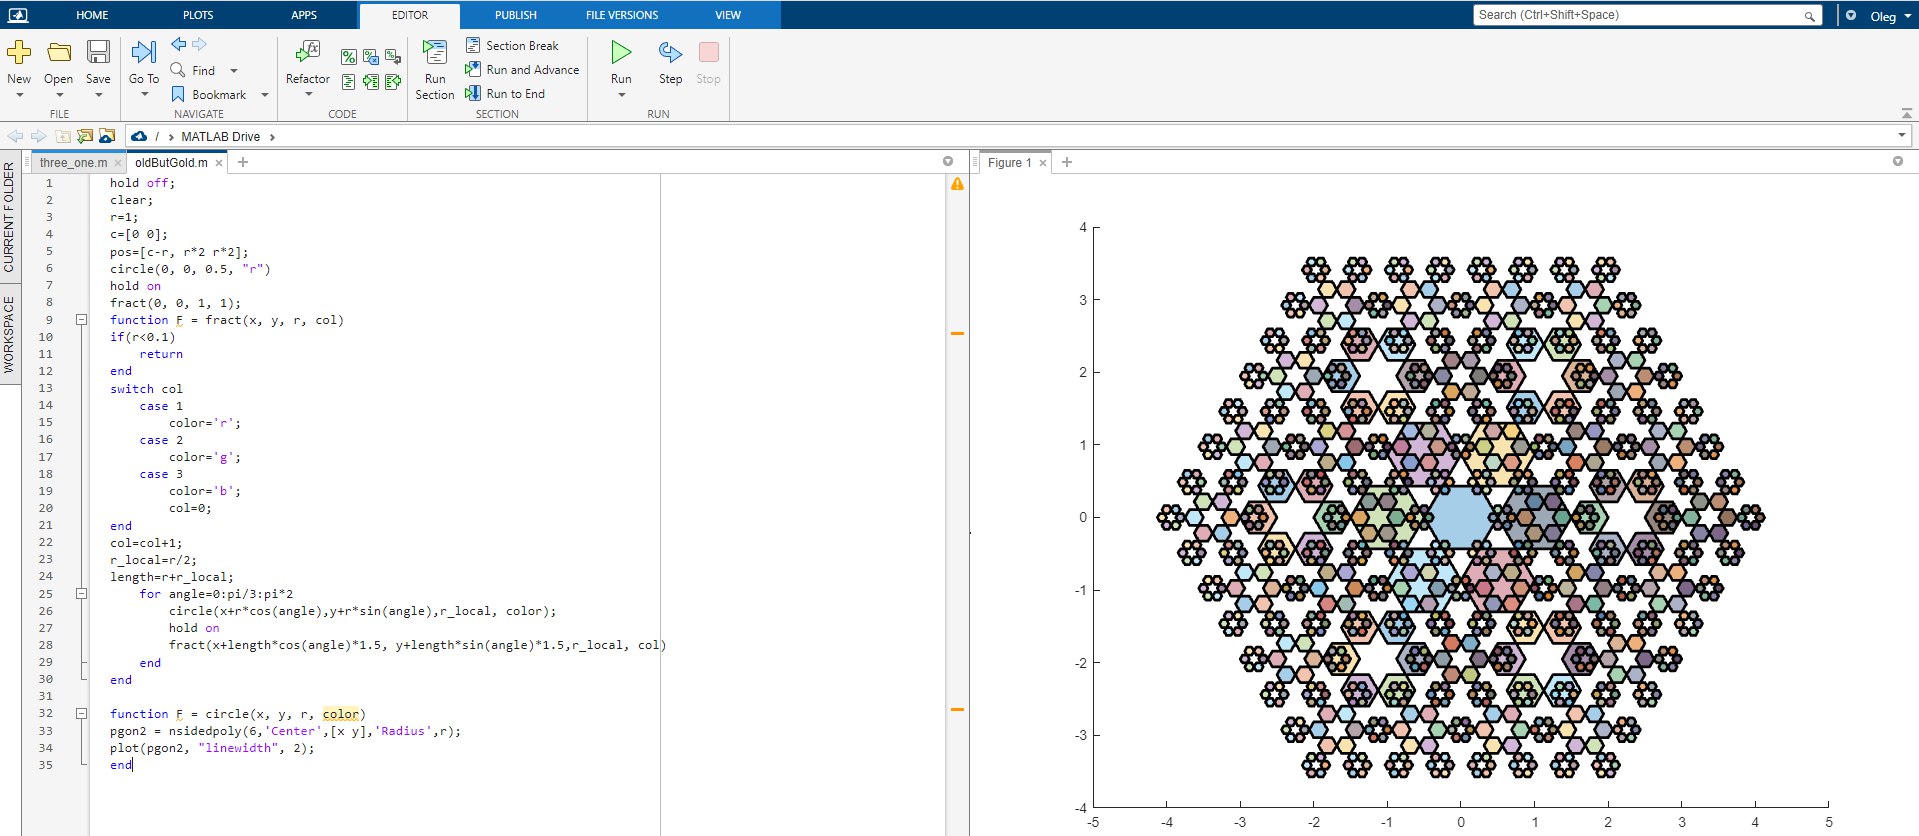 HOME PLOTS APPS EDITOR PUBLISH FILE VERSIONS VIEW Search (Ctrl+Shift+Space) Oleg
New Open Save Go To Find Bookmark Refactor Run Section Section Break Run and Advance Run to End Run Step Stop
FILE NAVIGATE CODE SECTION RUN
/ › MATLAB Drive ›
CURRENT FOLDER
WORKSPACE
three_one.m × oldButGold.m × +
1 hold off;
2 clear;
3 r=1;
4 c=[0 0];
5 pos=[c-r, r*2 r*2];
6 circle(0, 0, 0.5, "r")
7 hold on
8 fract(0, 0, 1, 1);
9 function F = fract(x, y, r, col)
10 if(r<0.1)
11 return
12 end
13 switch col
14 case 1
15 color='r';
16 case 2
17 color='g';
18 case 3
19 color='b';
20 col=0;
21 end
22 col=col+1;
23 r_local=r/2;
24 length=r+r_local;
25 for angle=0:pi/3:pi*2
26 circle(x+r*cos(angle),y+r*sin(angle),r_local, color);
27 hold on
28 fract(x+length*cos(angle)*1.5, y+length*sin(angle)*1.5,r_local, col)
29 end
30 end
31
32 function F = circle(x, y, r, color)
33 pgon2 = nsidedpoly(6,'Center',[x y],'Radius',r);
34 plot(pgon2, "linewidth", 2);
35 end
Figure 1 × +
4
3
2
1
0
-1
-2
-3
-4
-5 -4 -3 -2 -1 0 1 2 3 4 5